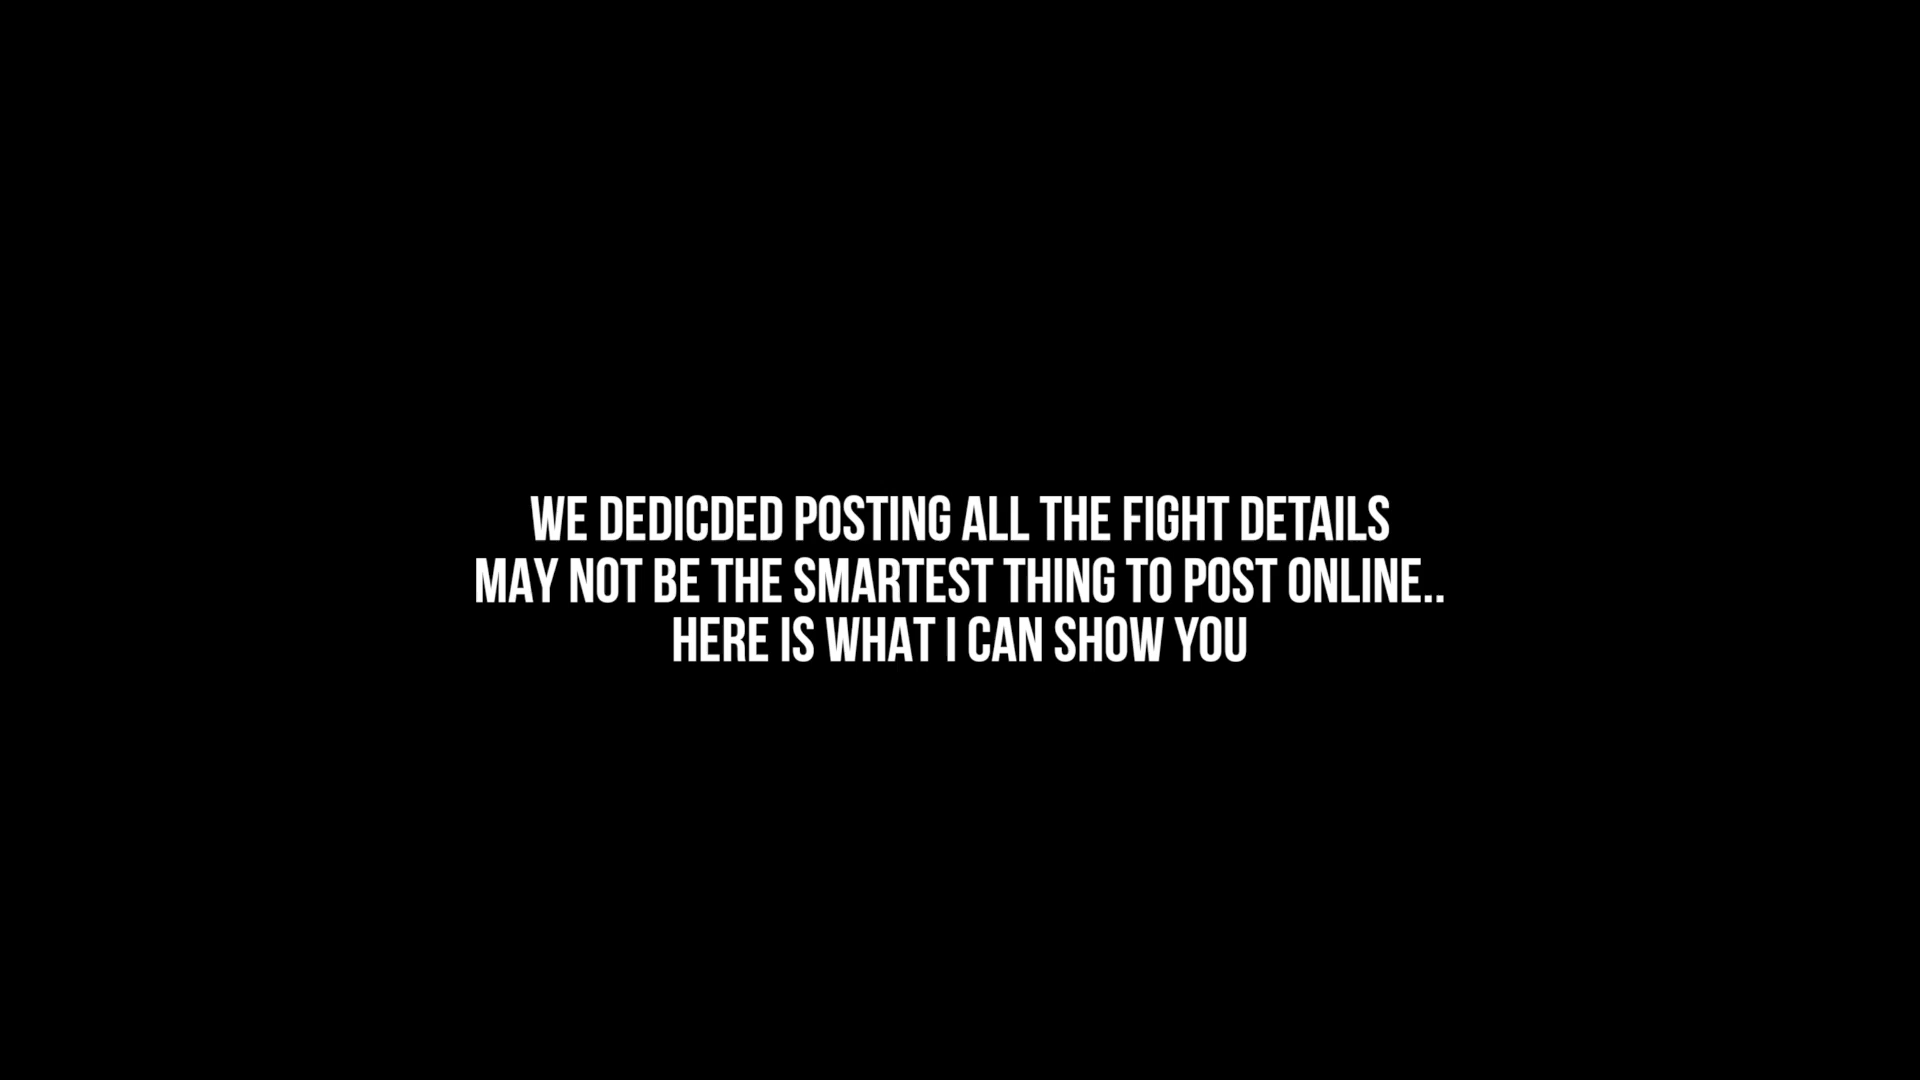 WE DEDICDED POSTING ALL THE FIGHT DETAILS
MAY NOT BE THE SMARTEST THING TO POST ONLINE..
HERE IS WHAT I CAN SHOW YOU